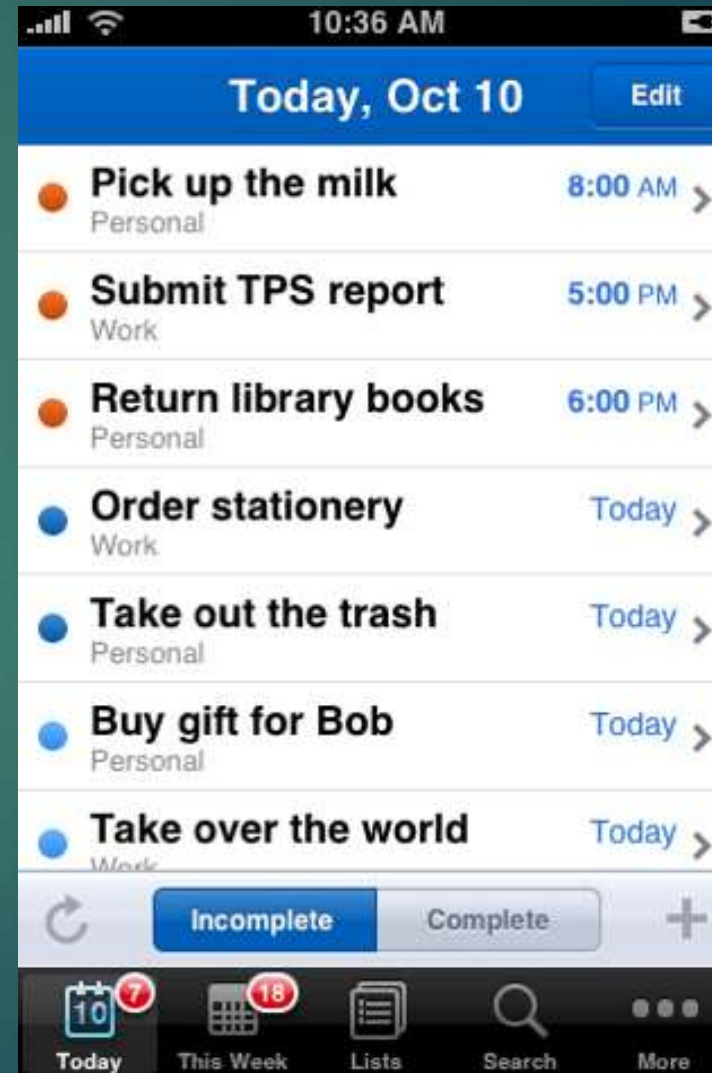 10:36 AM
Today, Oct 10 Edit
Pick up the milk 8:00 AM
Personal
Submit TPS report 5:00 PM
Work
Return library books 6:00 PM
Personal
Order stationery Today
Work
Take out the trash Today
Personal
Buy gift for Bob Today
Personal
Take over the world Today
Work
Incomplete Complete
10 7 18
Today This Week Lists Search More